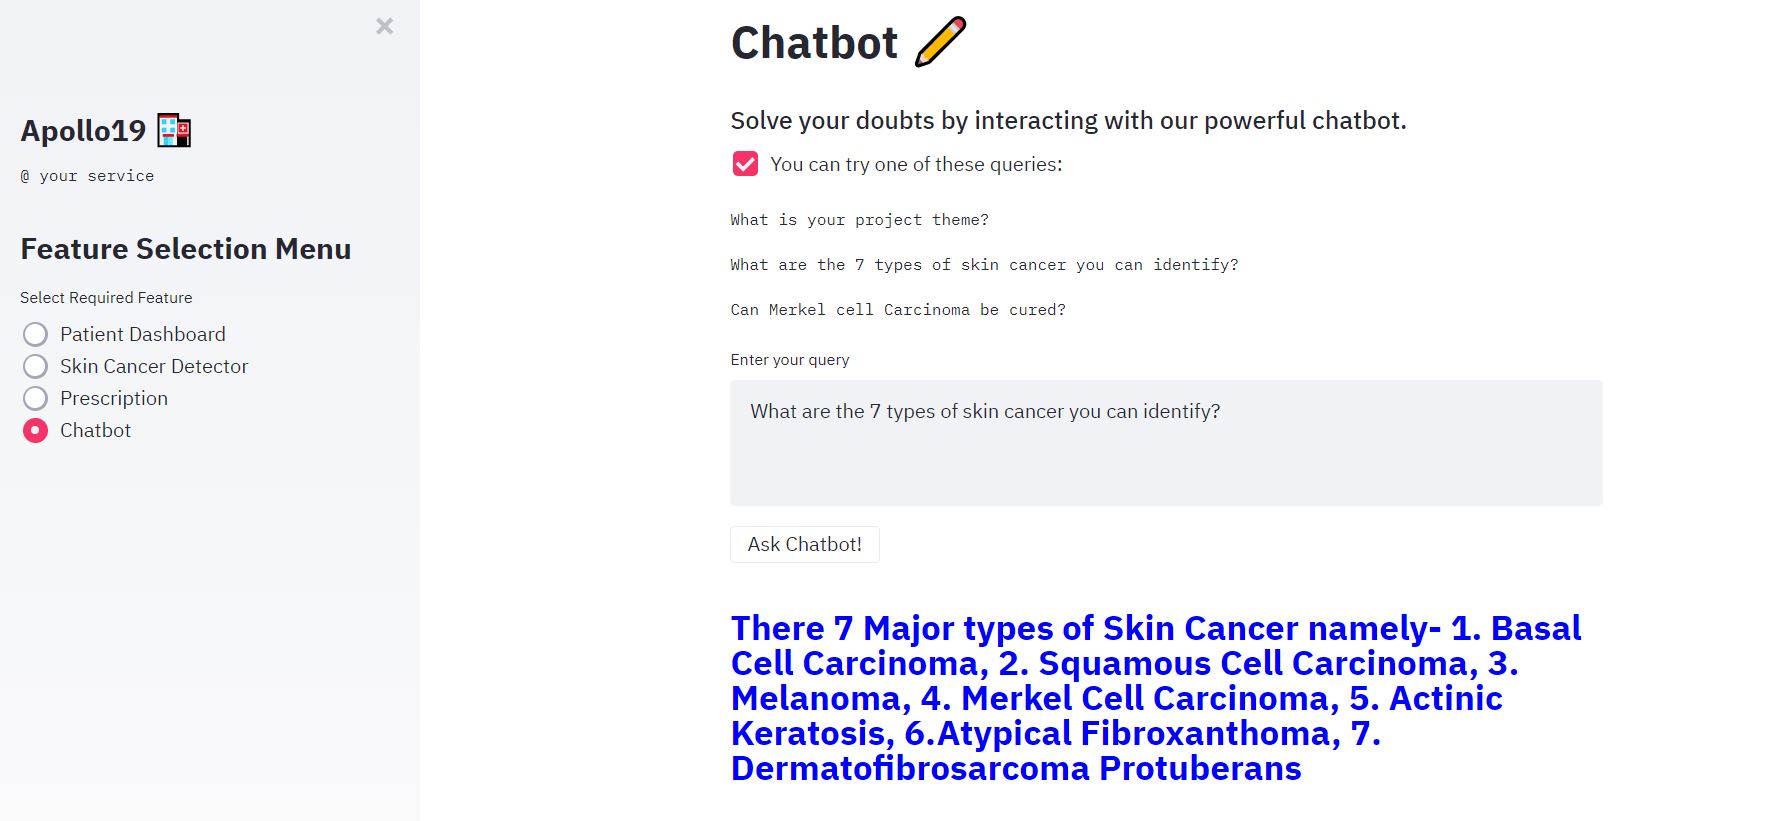 Apollo19
@ your service
Feature Selection Menu
Select Required Feature
Patient Dashboard
Skin Cancer Detector
Prescription
Chatbot
Chatbot
Solve your doubts by interacting with our powerful chatbot.
You can try one of these queries:
What is your project theme?
What are the 7 types of skin cancer you can identify?
Can Merkel cell Carcinoma be cured?
Enter your query
What are the 7 types of skin cancer you can identify?
Ask Chatbot!
There 7 Major types of Skin Cancer namely- 1. Basal
Cell Carcinoma, 2. Squamous Cell Carcinoma, 3.
Melanoma, 4. Merkel Cell Carcinoma, 5. Actinic
Keratosis, 6.Atypical Fibroxanthoma, 7.
Dermatofibrosarcoma Protuberans